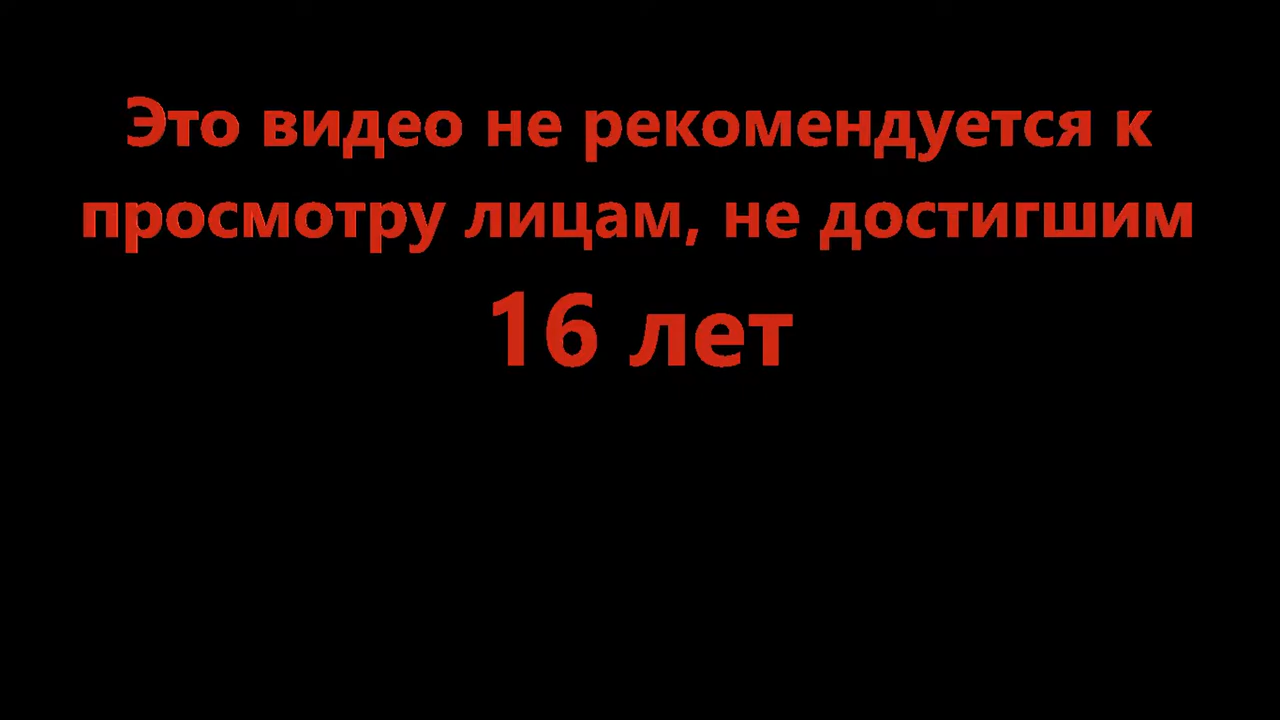 Это видео не рекомендуется к
просмотру лицам, не достигшим
16 лет